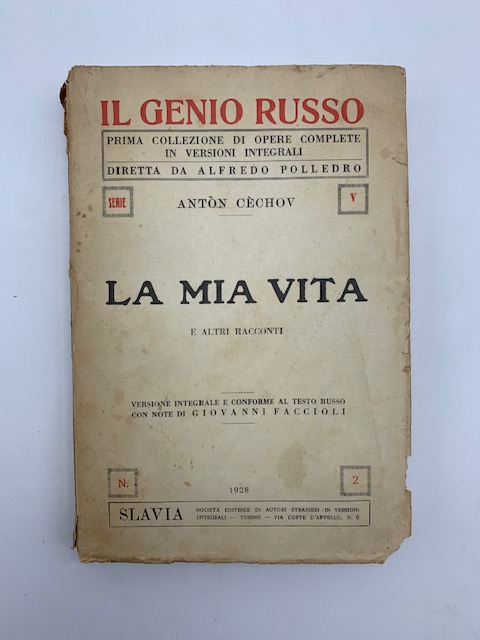 IL GENIO RUSSO
PRIMA COLLEZIONE DI OPERE COMPLETE
IN VERSIONI INTEGRALI
DIRETTA DA ALFREDO POLLEDRO
SERIE
V
ANTÒN CÈCHOV
LA MIA VITA
E ALTRI RACCONTI
VERSIONE INTEGRALE E CONFORME AL TESTO RUSSO
CON NOTE DI GIOVANNI FACCIOLI
N.
1928
2
SLAVIA
SOCIETÀ EDITRICE DI AUTORI STRANIERI IN VERSIONI
INTEGRALI — TORINO — VIA CORTE D'APPELLO, N. 6